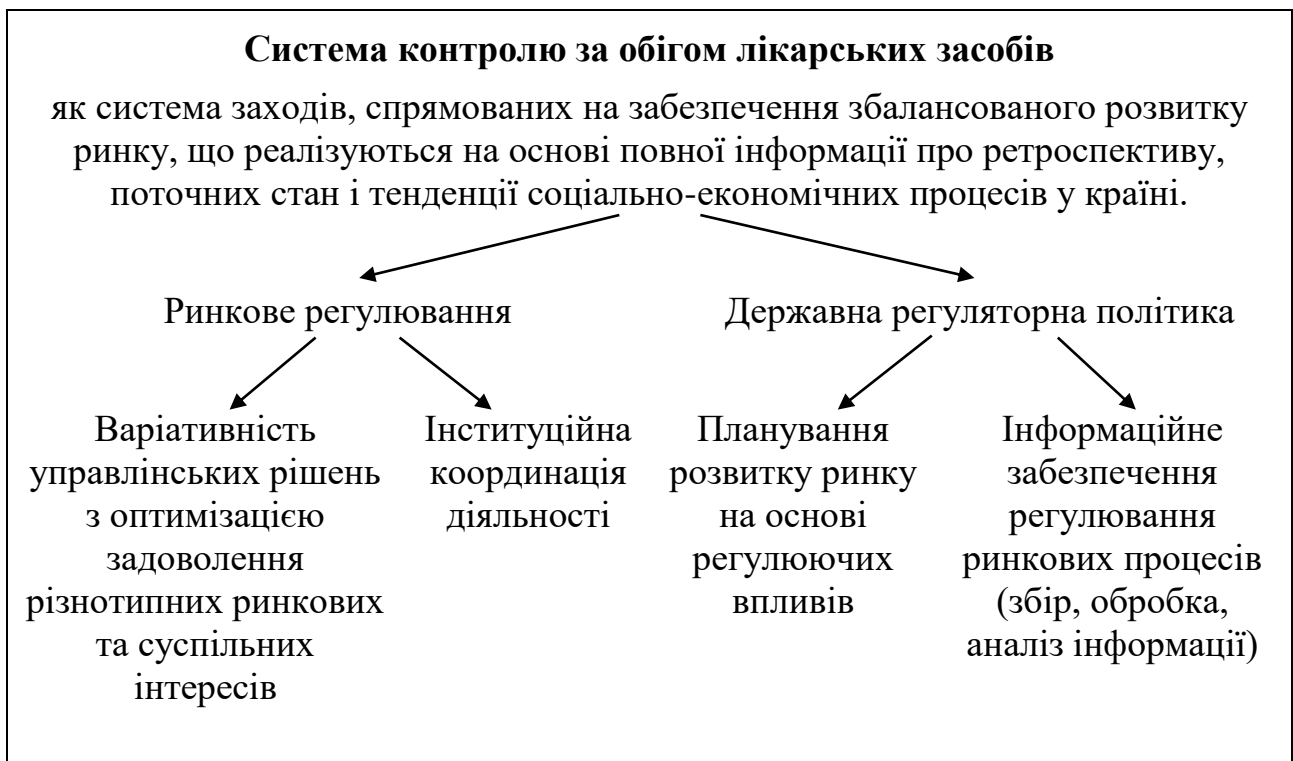 Система контролю за обігом лікарських засобів
як система заходів, спрямованих на забезпечення збалансованого розвитку
ринку, що реалізуються на основі повної інформації про ретроспективу,
поточних стан і тенденції соціально-економічних процесів у країні.
Ринкове регулювання
Державна регуляторна політика
Варіативність
управлінських рішень
з оптимізацією
задоволення
різнотипних ринкових
та суспільних
інтересів
Інституційна
координація
діяльності
Планування
розвитку ринку
на основі
регулюючих
впливів
Інформаційне
забезпечення
регулювання
ринкових процесів
(збір, обробка,
аналіз інформації)